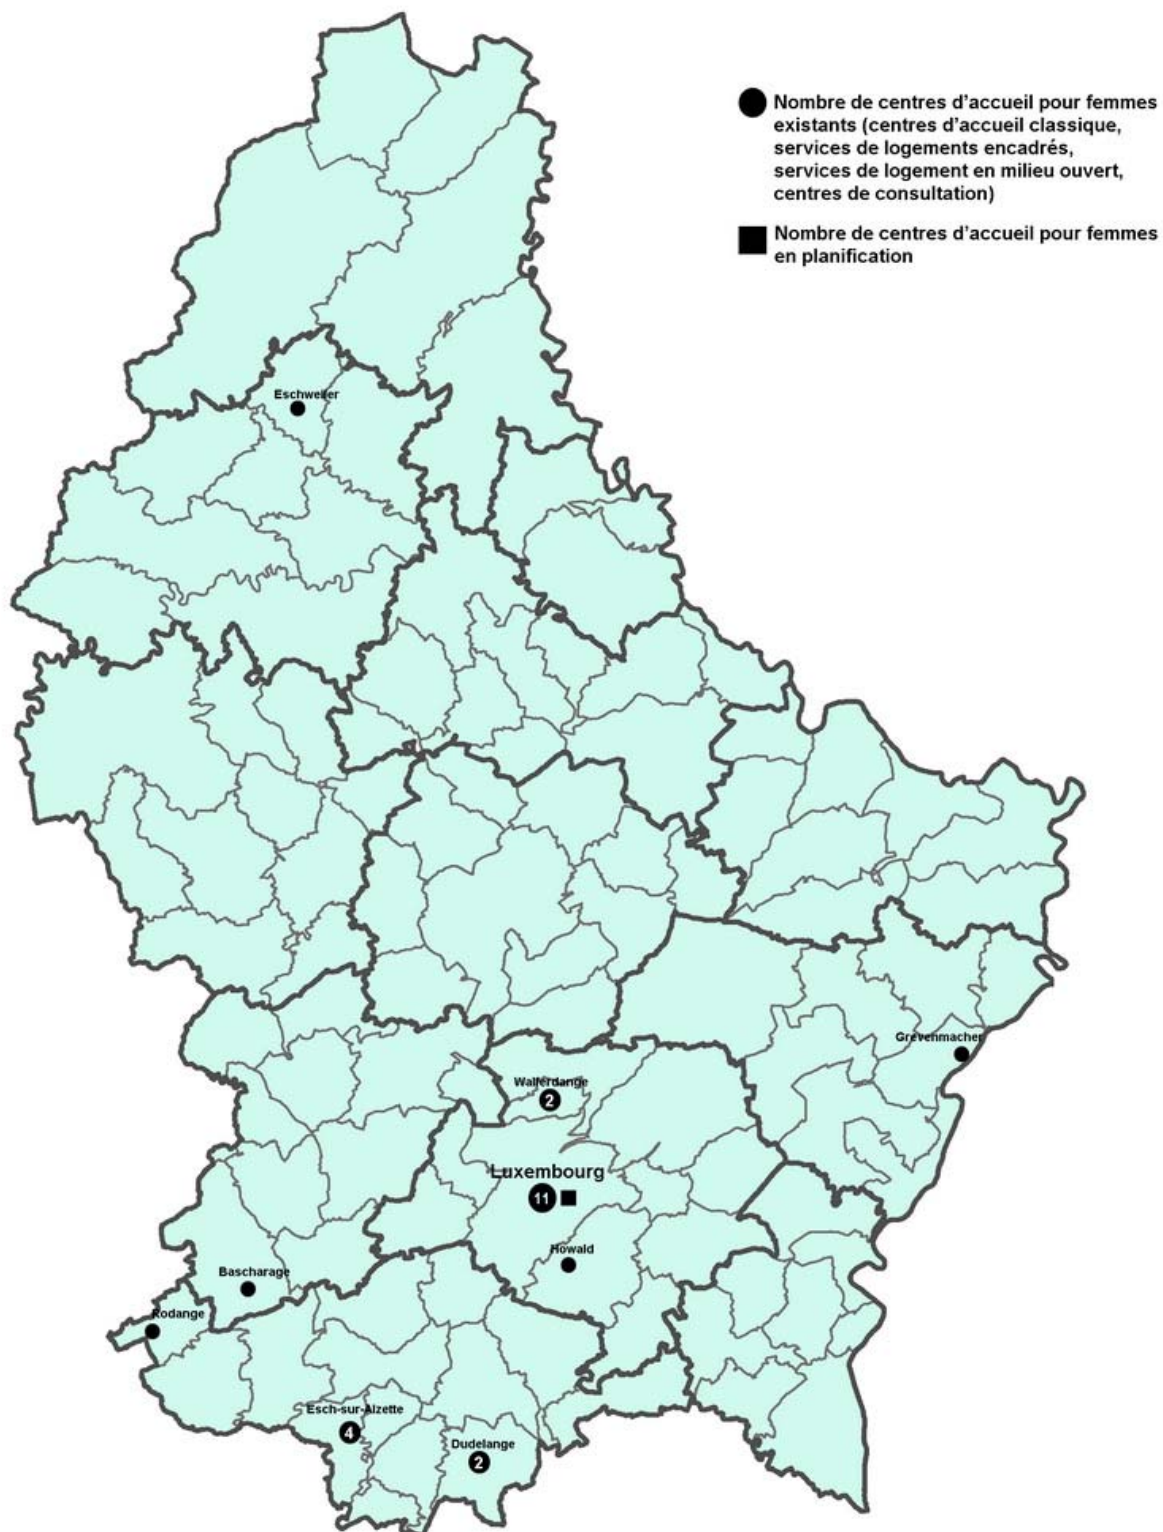 Nombre de centres d'accueil pour femmes
existants (centres d'accueil classique,
services de logements encadrés,
services de logement en milieu ouvert,
centres de consultation)
Nombre de centres d'accueil pour femmes
en planification
Eschweiler
Grevenmacher
Walferdange
2
Luxembourg
11
Howald
Bascharage
Rodange
Esch-sur-Alzette
4
Dudelange
2